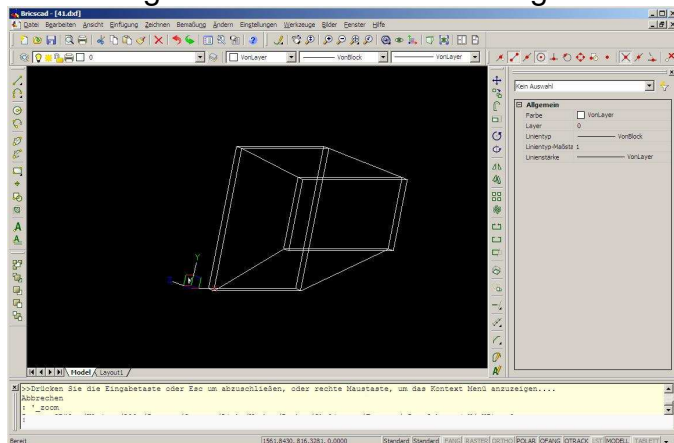 Bricscad - [41.dxf]
Datei Bearbeiten Ansicht Einfügung Zeichnen Bemaßung Ändern Einstellungen Werkzeuge Bilder Fenster Hilfe
0 VonLayer VonBlock VonLayer
Kein Auswahl
Allgemein
Farbe VonLayer
Layer 0
Linientyp VonBlock
Linientyp-Maßsta 1
Linienstärke VonLayer
Y
Model Layout1
>>Drücken Sie die Eingabetaste oder Esc um abzuschließen, oder rechte Maustaste, um das Kontext Menü anzuzeigen....
Abbrechen
: '_zoom
:
Bereit 1561.8430, 816.3281, 0.0000 Standard Standard FANG RASTER ORTHO POLAR OFANG OTRACK LST MODELL TABLETT